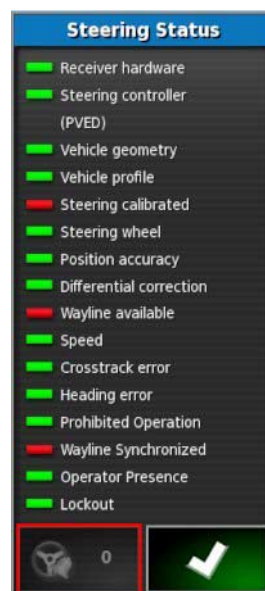 Steering Status
Receiver hardware
Steering controller
(PVED)
Vehicle geometry
Vehicle profile
Steering calibrated
Steering wheel
Position accuracy
Differential correction
Wayline available
Speed
Crosstrack error
Heading error
Prohibited Operation
Wayline Synchronized
Operator Presence
Lockout
0